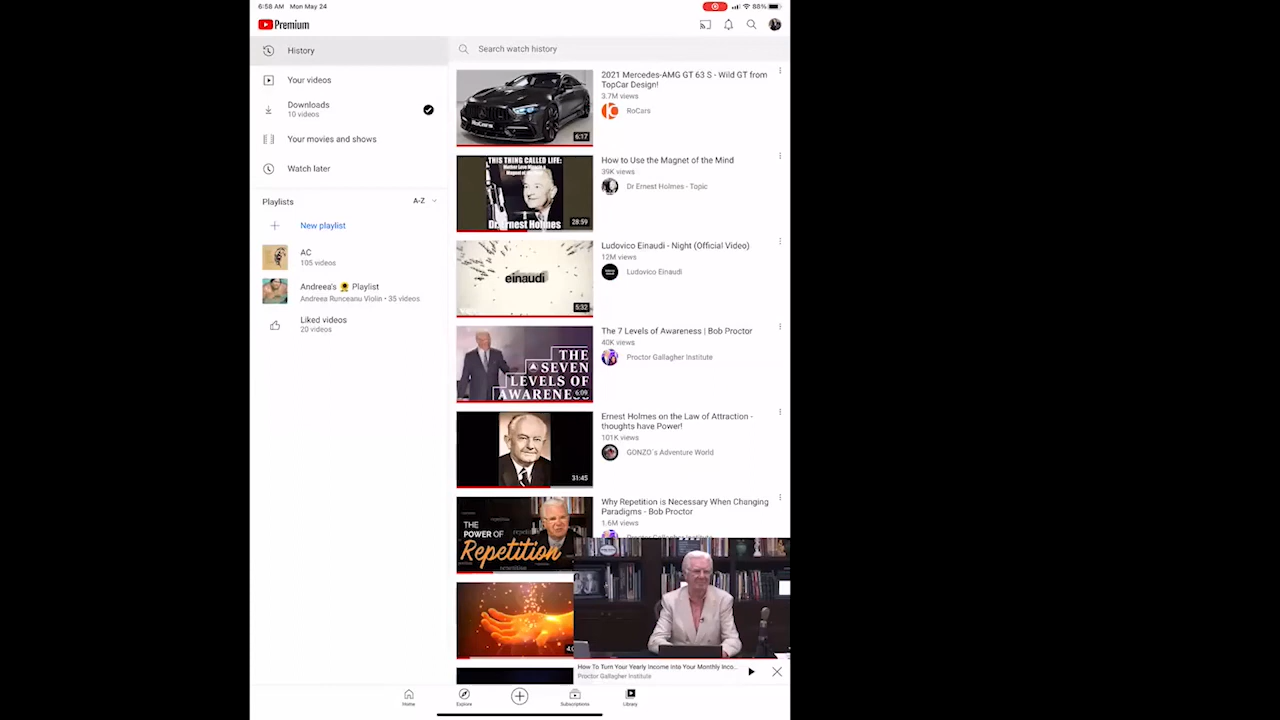 6:58 AM Mon May 24
88%
Premium
History
Search watch history
Your videos
Downloads
10 videos
Your movies and shows
Watch later
Playlists
A-Z
New playlist
AC
105 videos
Andreea's 🌻 Playlist
Andreea Runceanu Violin • 35 videos
Liked videos
20 videos
6:17
2021 Mercedes-AMG GT 63 S - Wild GT from
TopCar Design!
3.7M views
RoCars
THIS THING CALLED LIFE:
Dr. Ernest Holmes
28:59
How to Use the Magnet of the Mind
39K views
Dr Ernest Holmes - Topic
einaudi
5:32
Ludovico Einaudi - Night (Official Video)
12M views
Ludovico Einaudi
THE
SEVEN
LEVELS OF
AWARENESS
6:09
The 7 Levels of Awareness | Bob Proctor
40K views
Proctor Gallagher Institute
31:45
Ernest Holmes on the Law of Attraction -
thoughts have Power!
101K views
GONZO´s Adventure World
THE
POWER OF
Repetition
Why Repetition is Necessary When Changing
Paradigms - Bob Proctor
1.6M views
Proctor Gallagher Institute
How To Turn Your Yearly Income Into Your Monthly Inco...
Proctor Gallagher Institute
Home
Explore
Subscriptions
Library